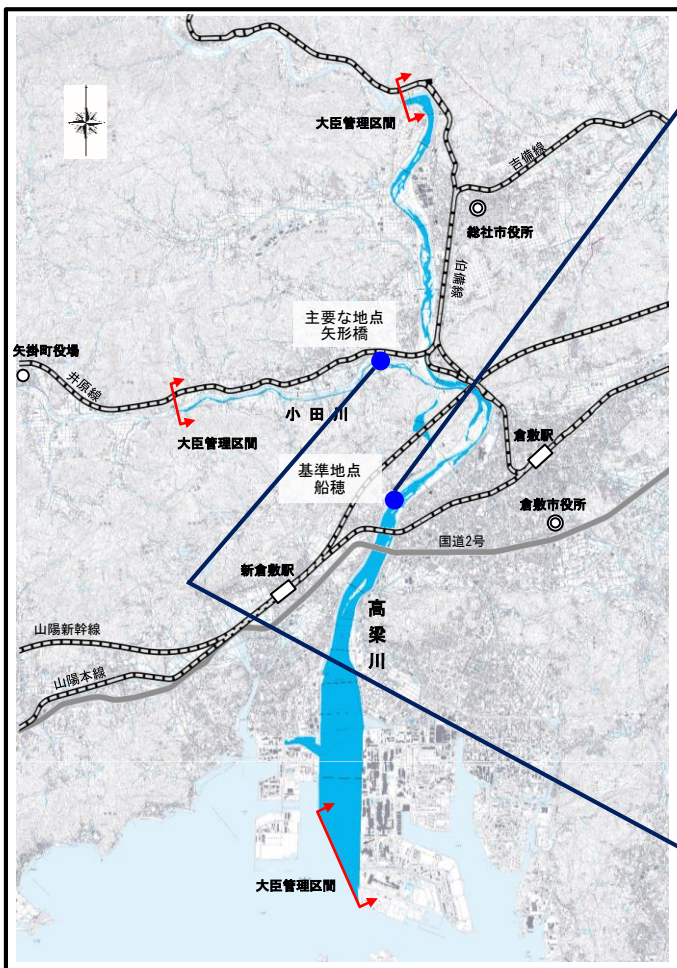 大臣管理区間
吉備線
総社市役所
伯備線
主要な地点
矢形橋
矢掛町役場
井原線
小田川
大臣管理区間
倉敷駅
基準地点
船穂
倉敷市役所
国道2号
新倉敷駅
高梁川
山陽新幹線
山陽本線
大臣管理区間